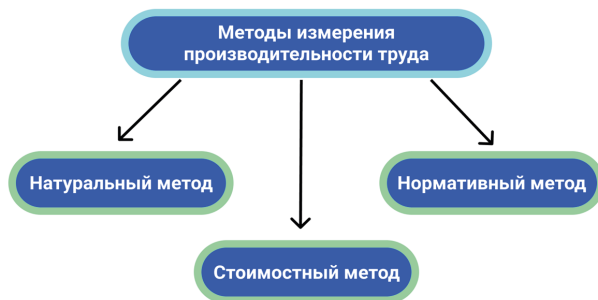 Методы измерения
производительности труда
Натуральный метод
Нормативный метод
Стоимостный метод